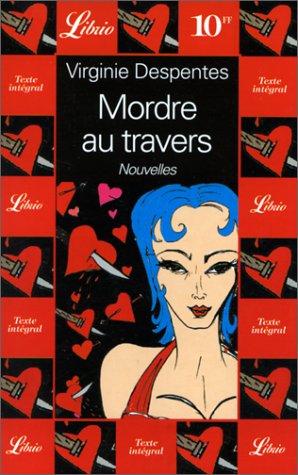 Librio
10FF
Virginie Despentes
Mordre
au travers
Nouvelles
Texte
intégral
Texte
intégral
Librio
Librio
Texte
intégral
Texte
intégral
Librio
Texte
intégral
Librio